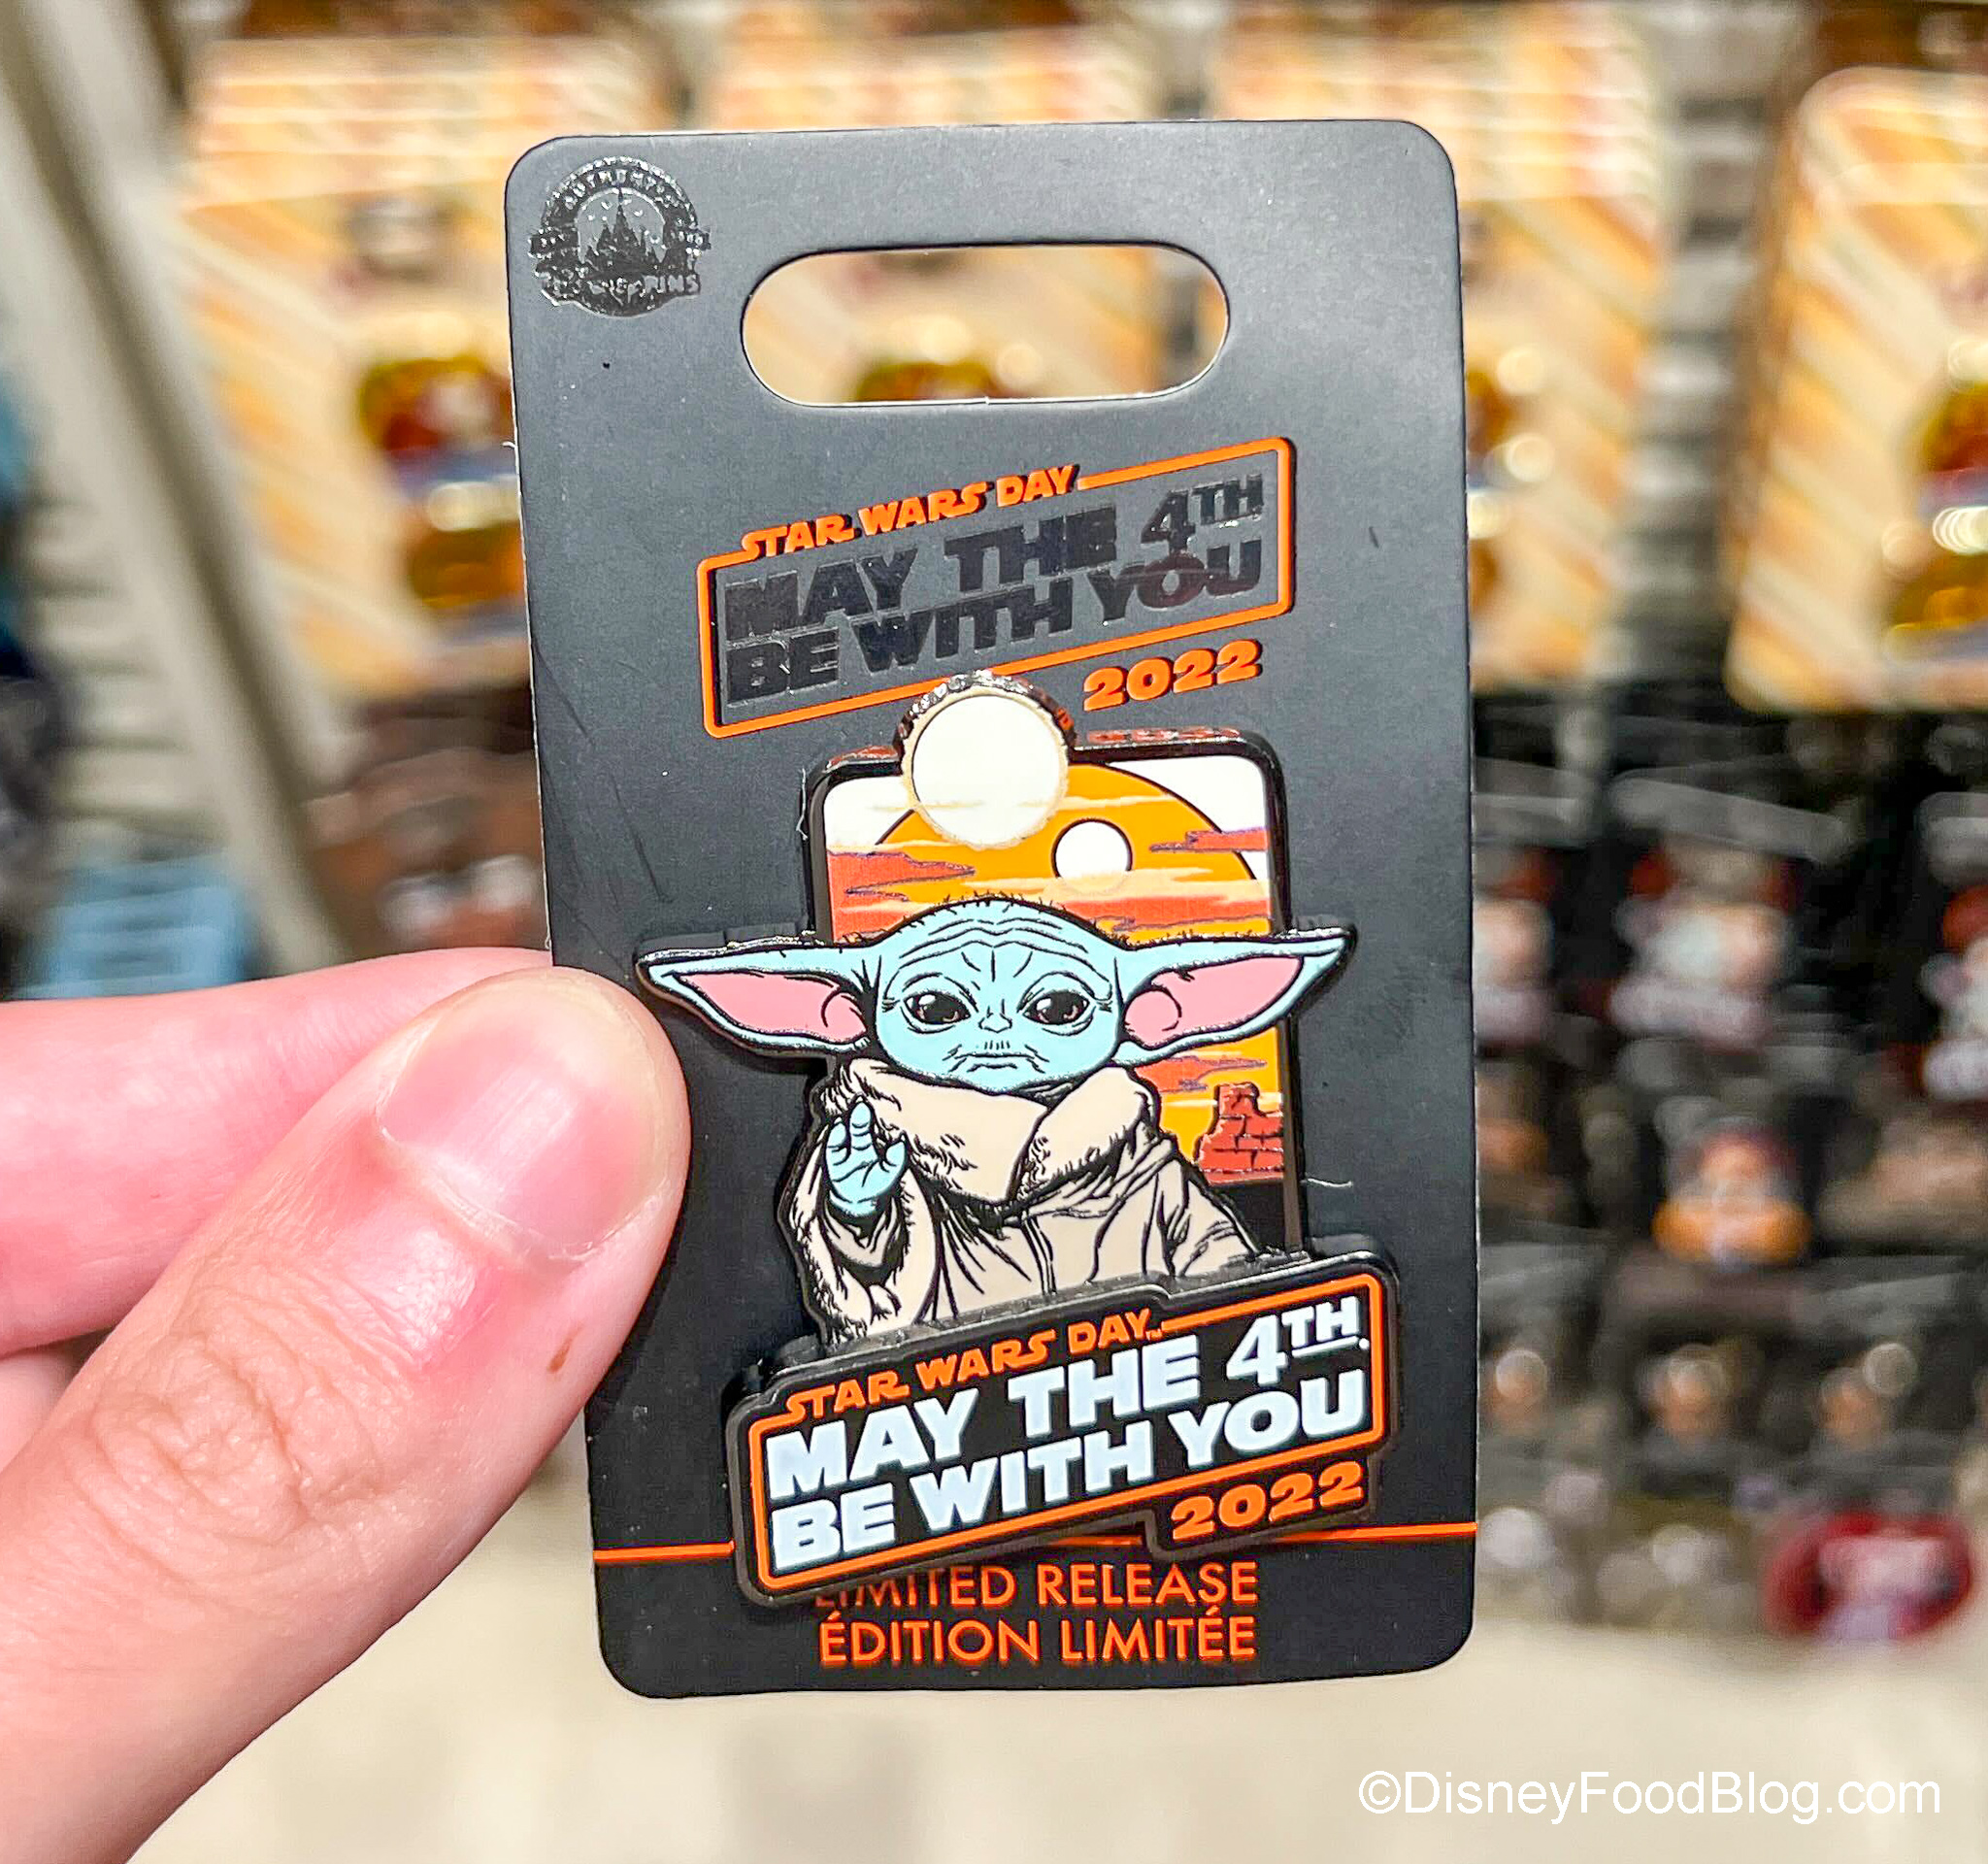 STAR WARS DAY
MAY THE 4TH
BE WITH YOU
2022
STAR WARS DAY
MAY THE 4TH
BE WITH YOU
2022
LIMITED RELEASE
ÉDITION LIMITÉE
©DisneyFoodBlog.com